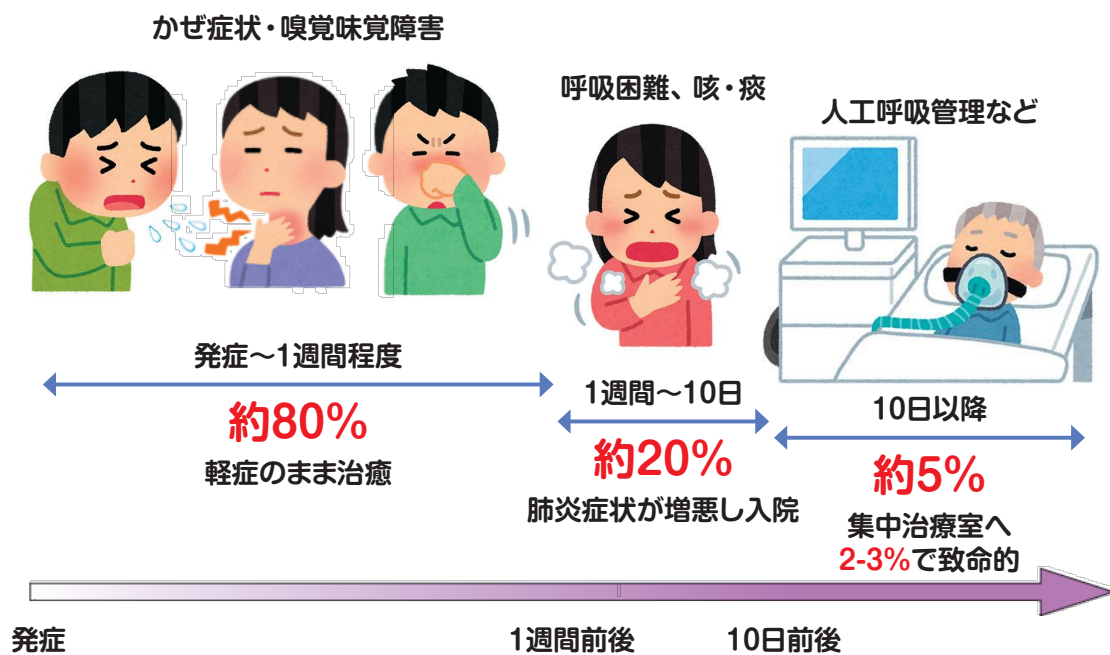 かぜ症状・嗅覚味覚障害
呼吸困難、咳・痰
人工呼吸管理など
発症～1週間程度
約80%
軽症のまま治癒
1週間～10日
約20%
肺炎症状が増悪し入院
10日以降
約5%
集中治療室へ
2-3%で致命的
発症
1週間前後
10日前後